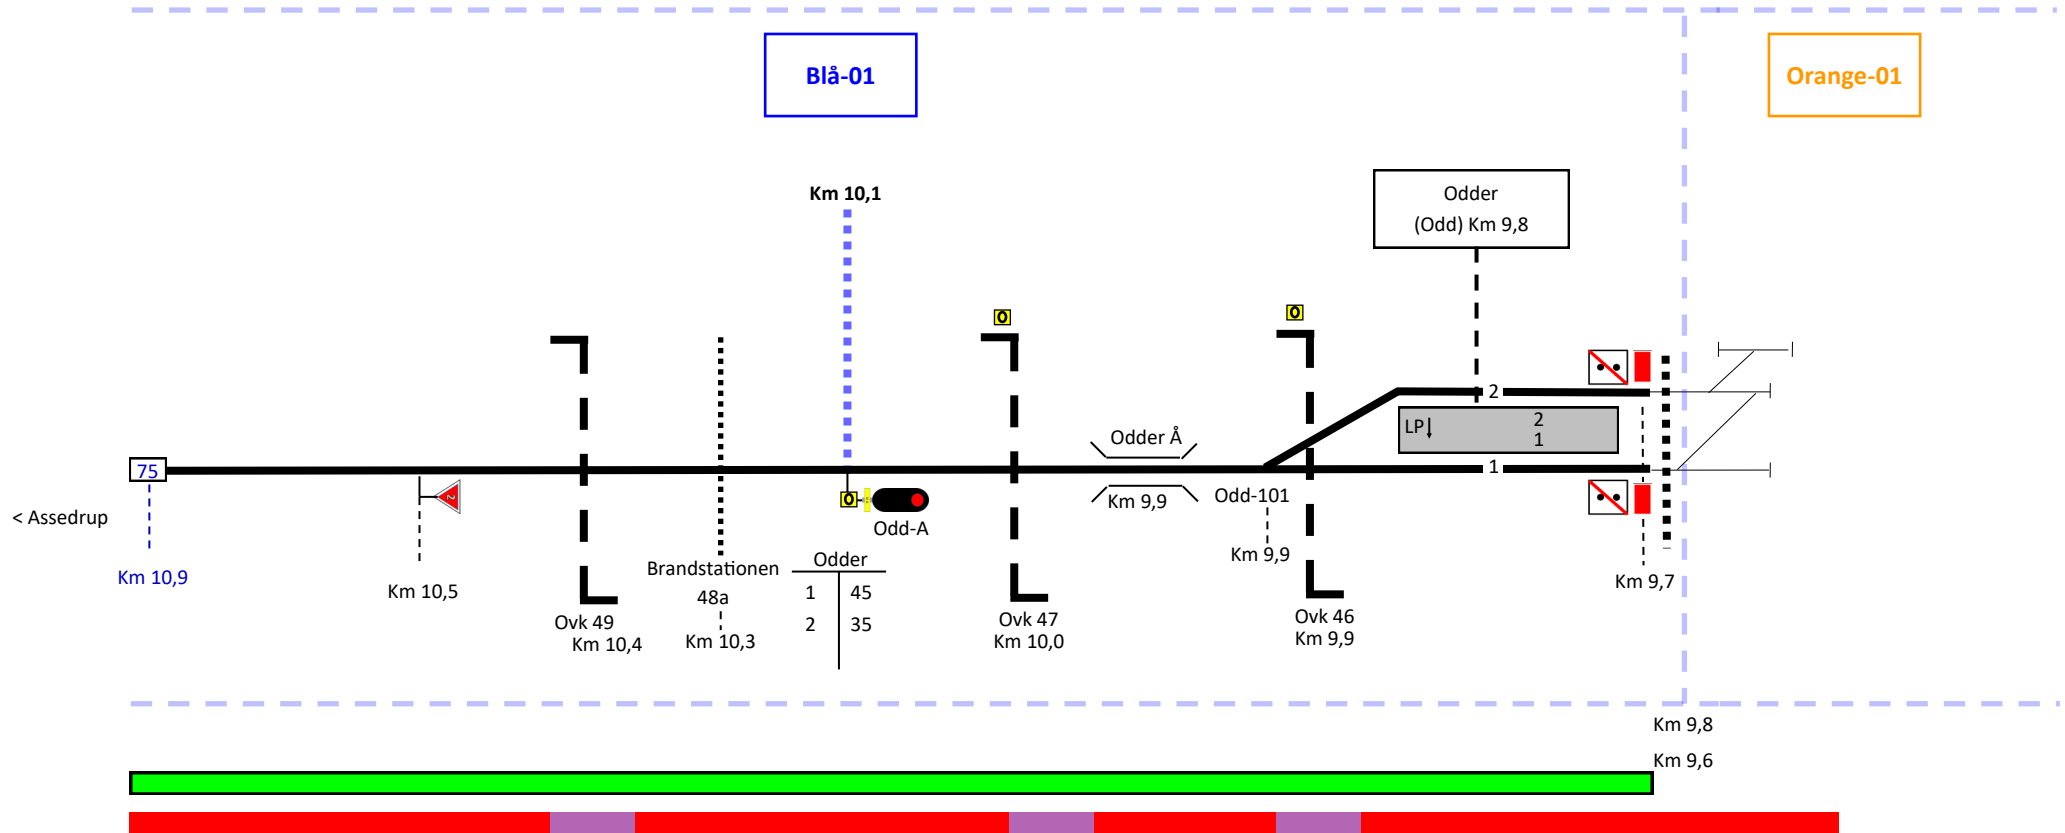 Blå-01
Orange-01
Km 10,1
Odder
(Odd) Km 9,8
O
O
2
LP
2
1
Odder Å
75
1
2
O
Km 9,9
Odd-101
< Assedrup
Odd-A
Km 9,9
Odder
Brandstationen
Km 10,9
Km 9,7
Km 10,5
48a
1 45
2 35
Ovk 49
Km 10,4
Km 10,3
Ovk 47
Km 10,0
Ovk 46
Km 9,9
Km 9,8
Km 9,6